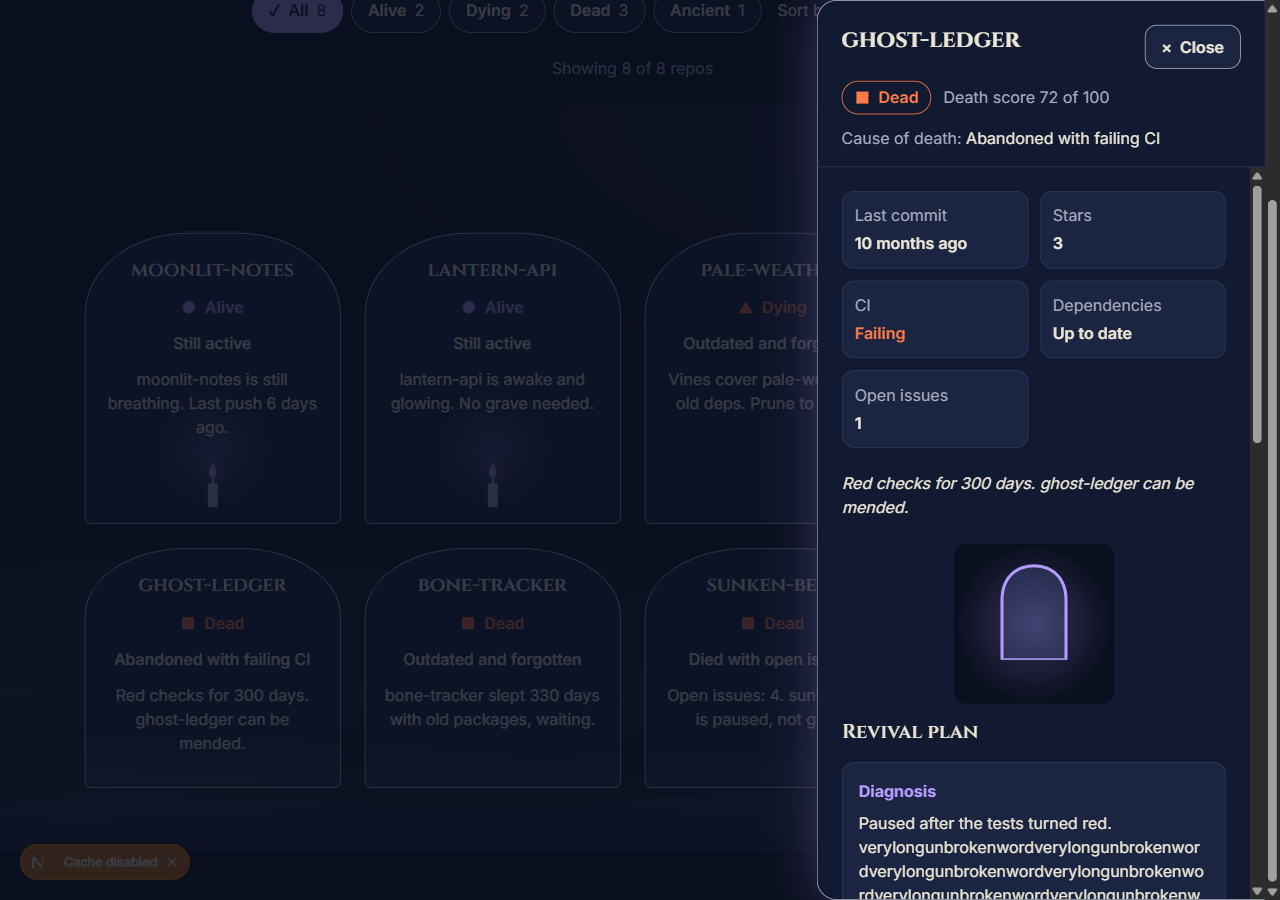 ✓ All 8
Alive 2
Dying 2
Dead 3
Ancient 1
Sort
Showing 8 of 8 repos
MOONLIT-NOTES
Alive
Still active
moonlit-notes is still
breathing. Last push 6 days
ago.
LANTERN-API
Alive
Still active
lantern-api is awake and
glowing. No grave needed.
PALE-WEATH
Dying
Outdated and forg
Vines cover pale-we
old deps. Prune to
GHOST-LEDGER
Dead
Abandoned with failing CI
Red checks for 300 days.
ghost-ledger can be
mended.
BONE-TRACKER
Dead
Outdated and forgotten
bone-tracker slept 330 days
with old packages, waiting.
SUNKEN-BE
Dead
Died with open is
Open issues: 4. sun
is paused, not g
N Cache disabled ×
GHOST-LEDGER
× Close
Dead
Death score 72 of 100
Cause of death: Abandoned with failing CI
Last commit
10 months ago
Stars
3
CI
Failing
Dependencies
Up to date
Open issues
1
Red checks for 300 days. ghost-ledger can be
mended.
Revival plan
Diagnosis
Paused after the tests turned red.
verylongunbrokenwordverylongunbrokenwor
dverylongunbrokenwordverylongunbrokenwo
rdverylongunbrokenwordverylongunbrokenw